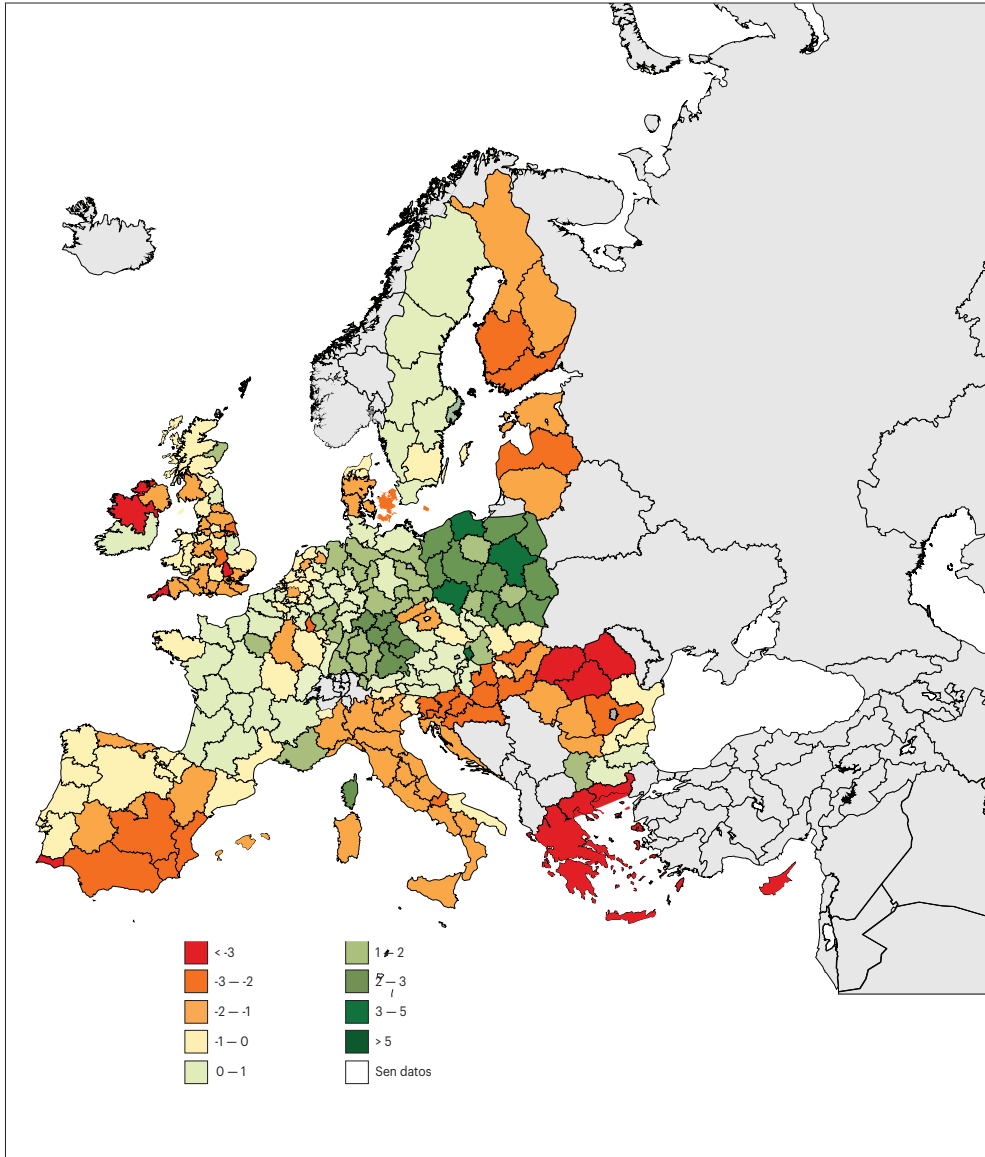 < -3
-3 — -2
-2 — -1
-1 — 0
0 — 1
1 — 2
2 — 3
3 — 5
> 5
Sen datos